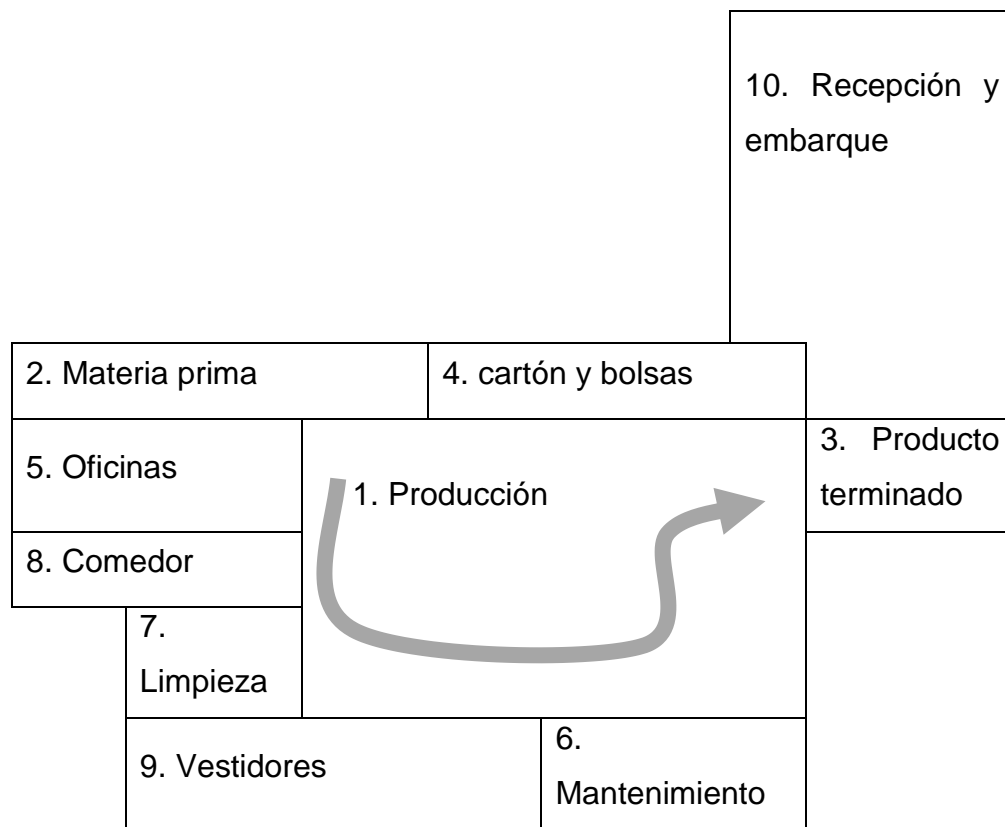 10. Recepción y
embarque
2. Materia prima
4. cartón y bolsas
5. Oficinas
1. Producción
3. Producto
terminado
8. Comedor
7.
Limpieza
9. Vestidores
6.
Mantenimiento